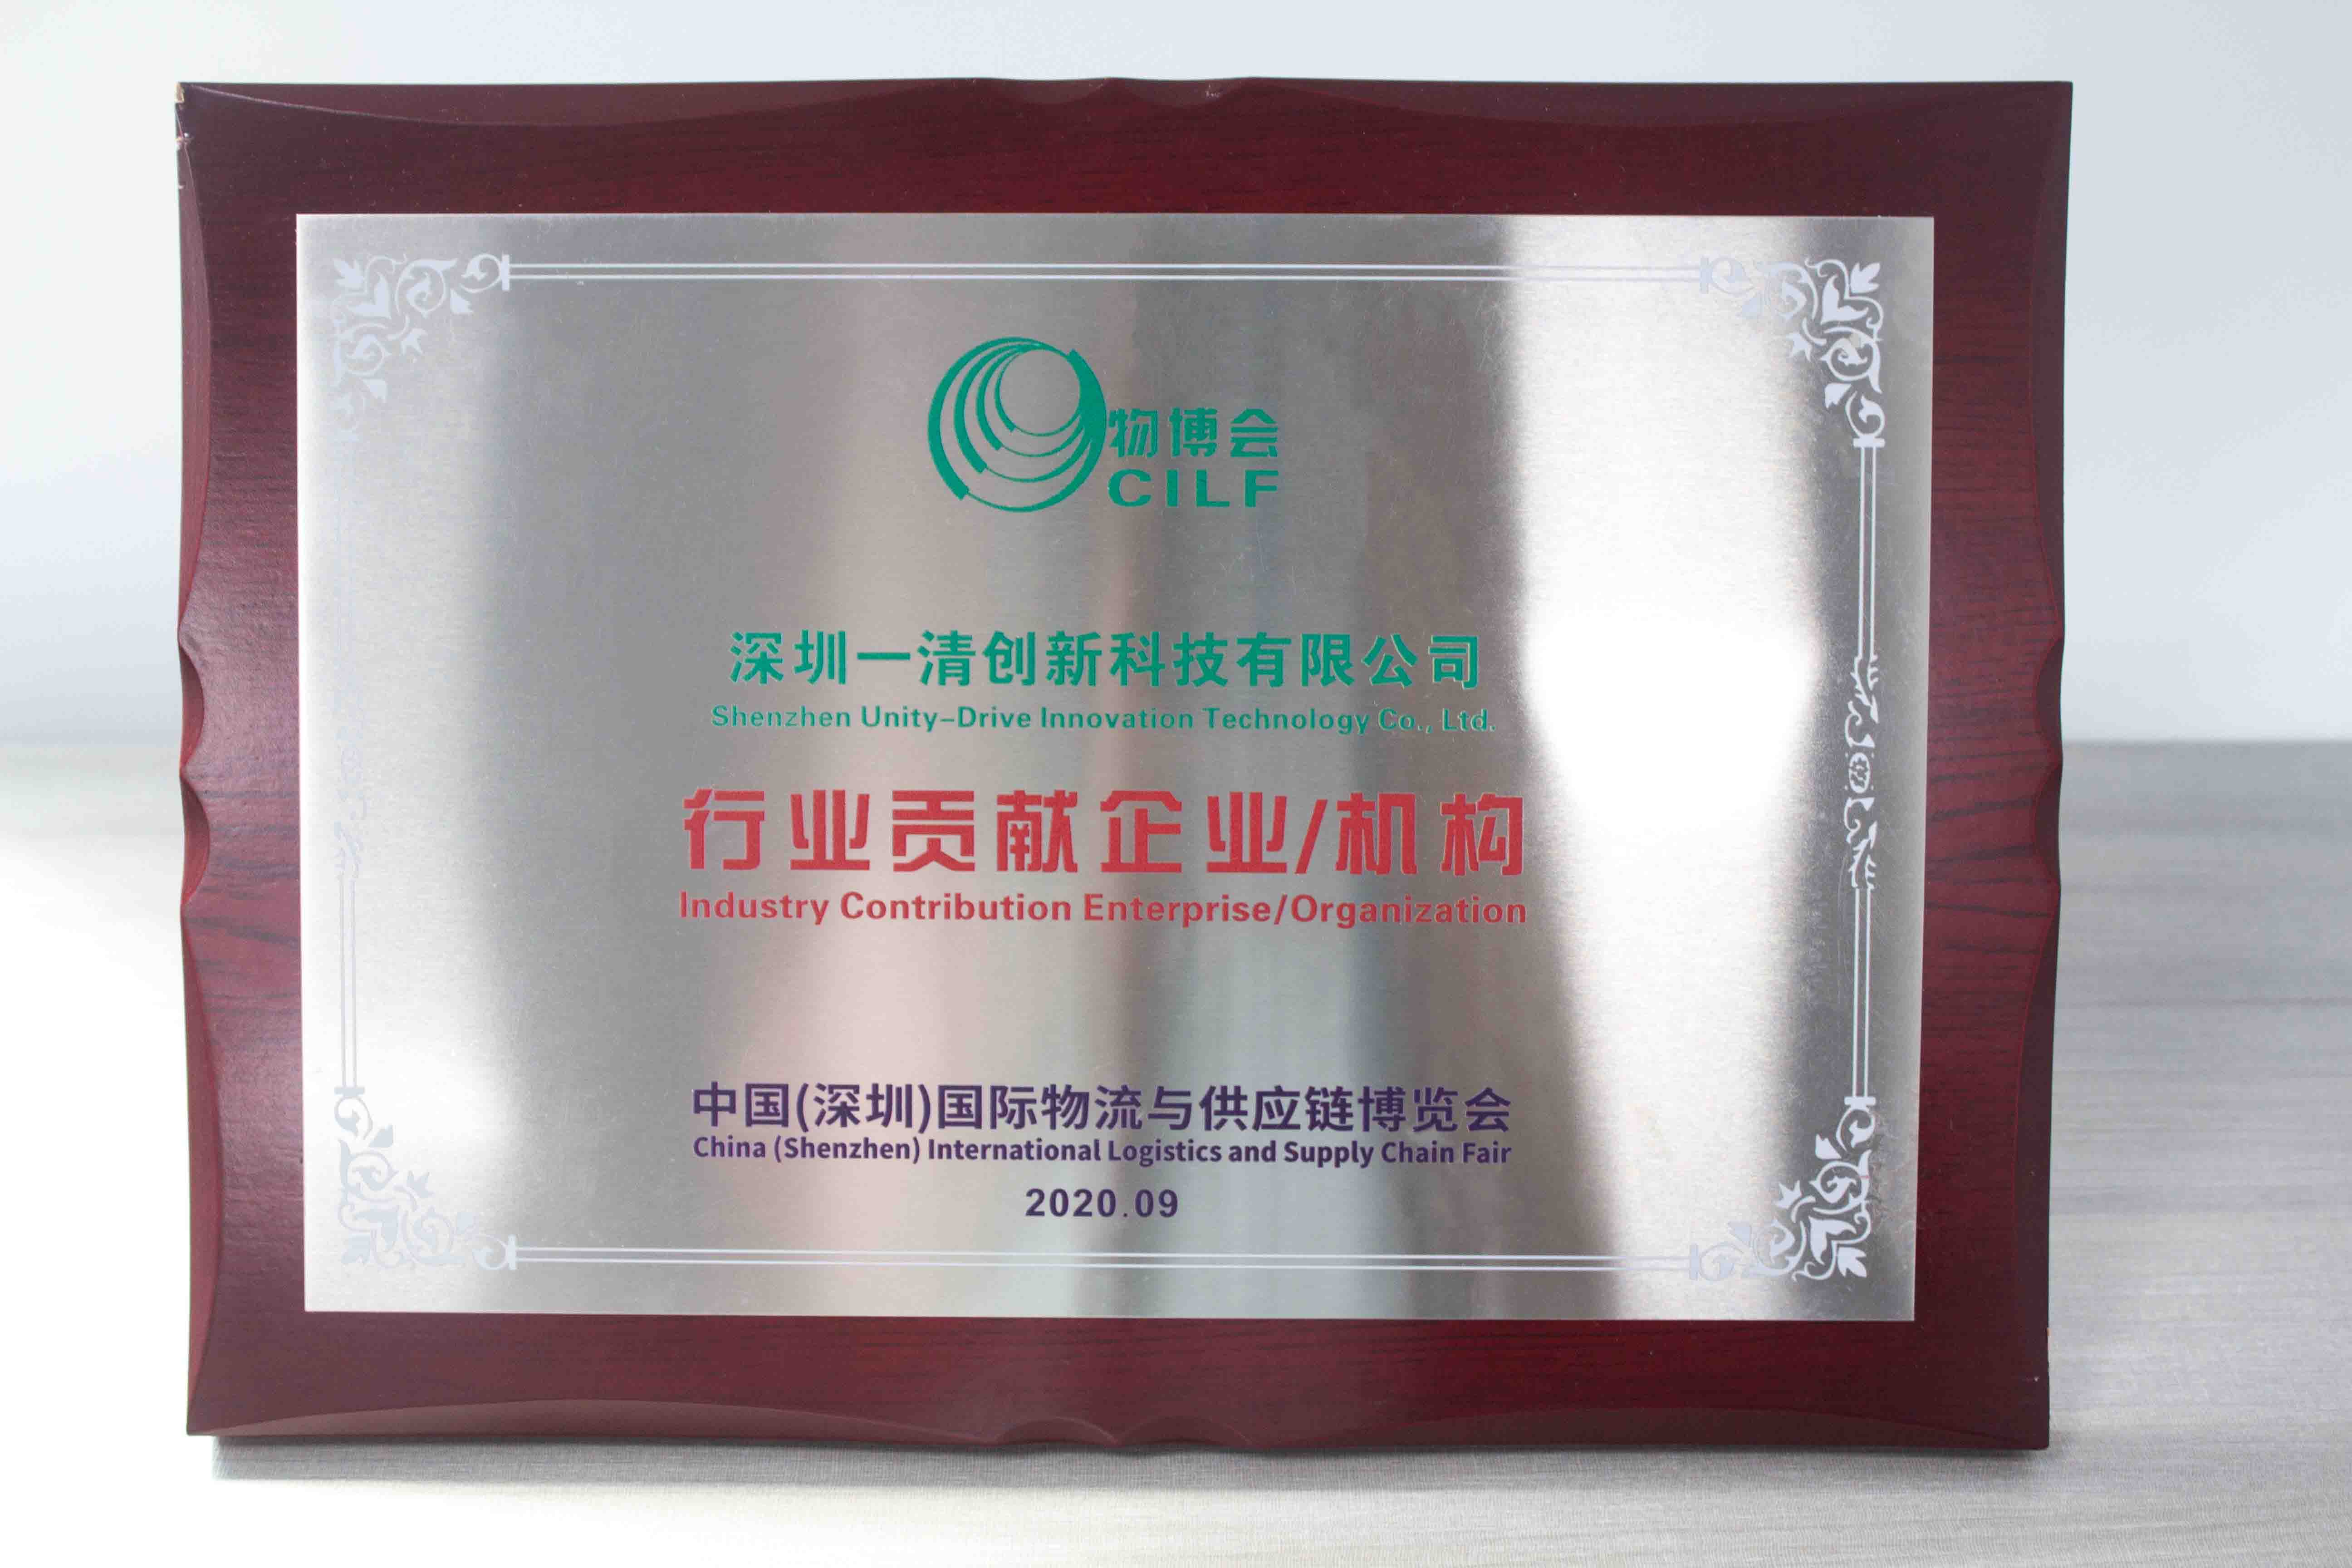 物博会
CILF
深圳一清创新科技有限公司
Shenzhen Unity-Drive Innovation Technology Co., Ltd.
行业贡献企业/机构
Industry Contribution Enterprise/Organization
中国(深圳)国际物流与供应链博览会
China (Shenzhen) International Logistics and Supply Chain Fair
2020.09